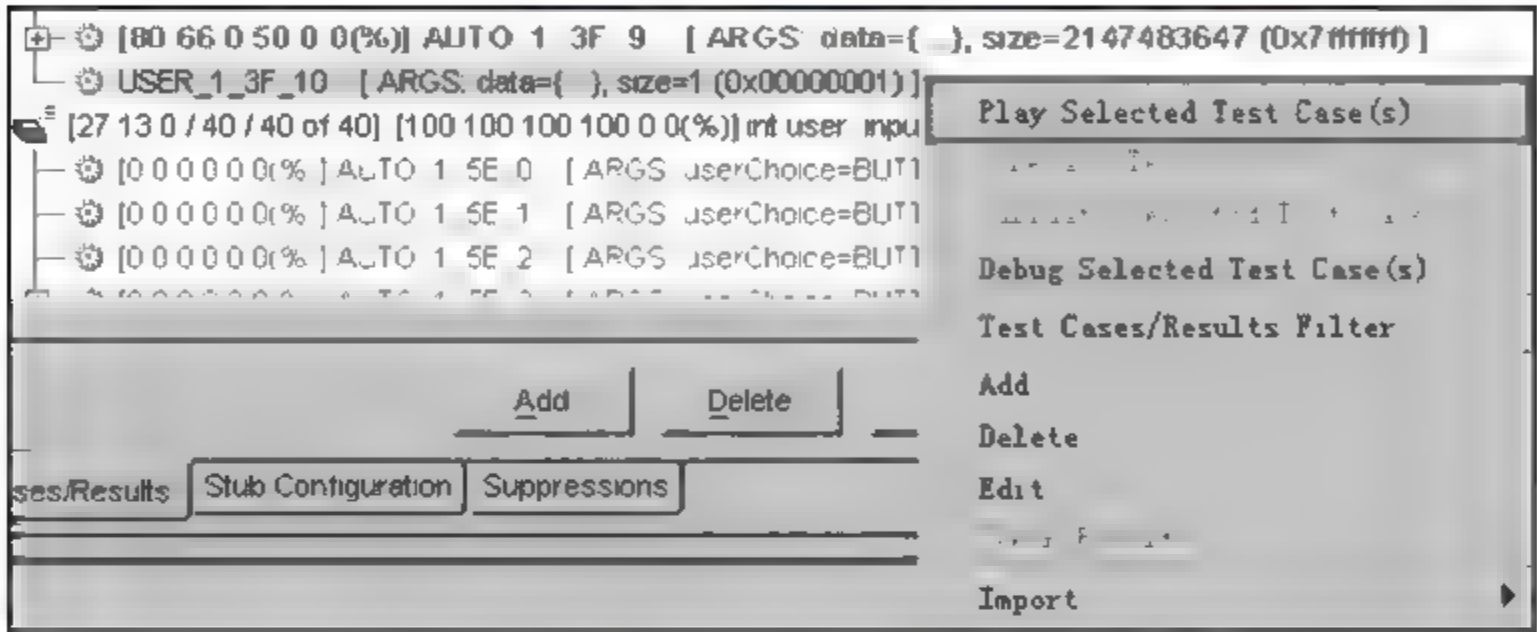 [80 66 0 50 0 0(%)] AUTO 1 3F 9 [ ARGS data={ }, size=2147483647 (0x7fffffff) ]
USER_1_3F_10 [ ARGS: data={ }, size=1 (0x00000001) ]
[27 13 0 / 40 / 40 of 40] [100 100 100 100 0 0(%)] int user inpu
[0 0 0 0 0 0(% ] AUTO 1 5E 0 [ ARGS userChoice=BUT
[0 0 0 0 0 0(% ] AUTO 1 5E 1 [ ARGS userChoice=BUT
[0 0 0 0 0 0(% ] AUTO 1 5E 2 [ ARGS userChoice=BUT
Add
Delete
ses/Results
Stub Configuration
Suppressions
Play Selected Test Case(s)
Debug Selected Test Case(s)
Test Cases/Results Filter
Add
Delete
Edit
Import